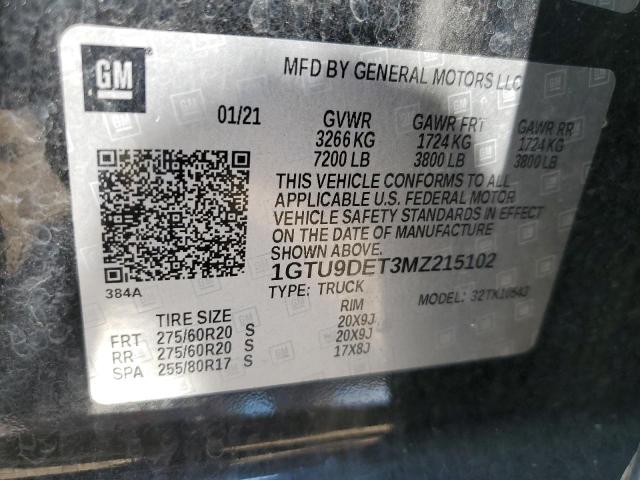 GM MFD BY GENERAL MOTORS LLC
01/21 GVWR GAWR FRT GAWR RR
3266 KG 1724 KG 1724 KG
7200 LB 3800 LB 3800 LB
THIS VEHICLE CONFORMS TO ALL
APPLICABLE U.S. FEDERAL MOTOR
VEHICLE SAFETY STANDARDS IN EFFECT
ON THE DATE OF MANUFACTURE
SHOWN ABOVE.
384A 1GTU9DET3MZ215102
TYPE: TRUCK MODEL: 32TK10543
TIRE SIZE RIM
FRT 275/60R20 S 20X9J
RR 275/60R20 S 20X9J
SPA 255/80R17 S 17X8J